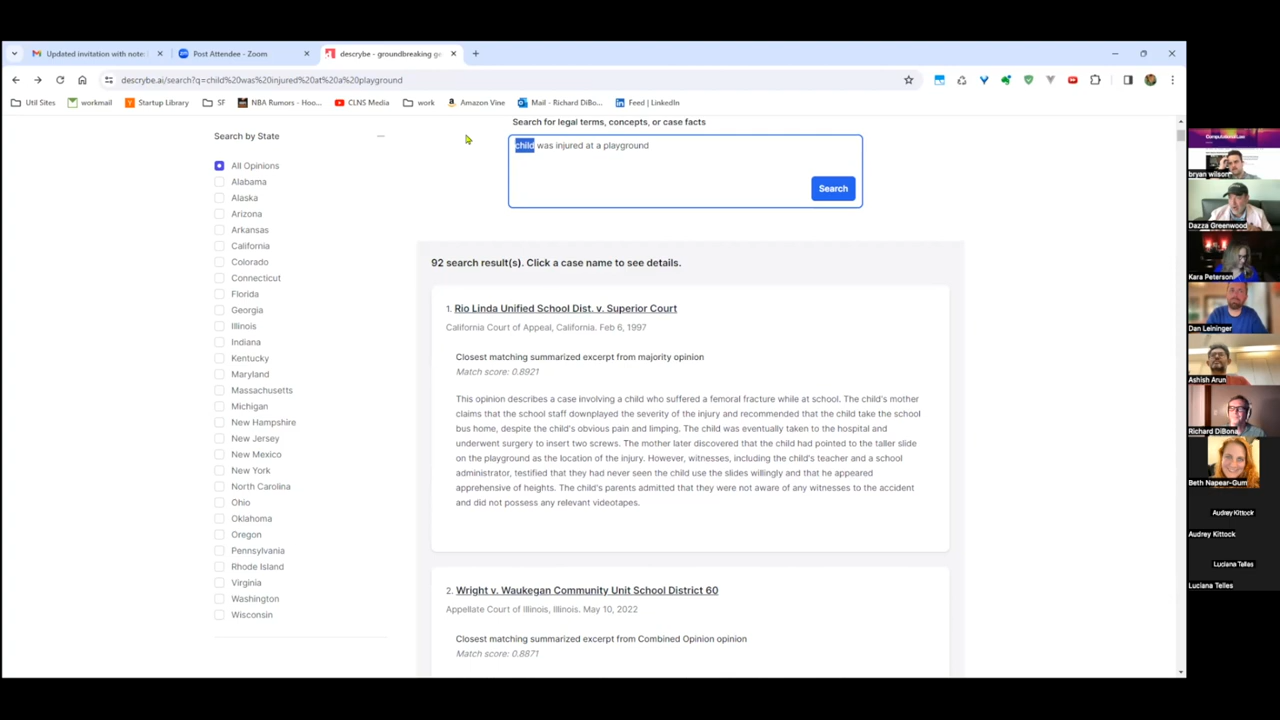 Updated invitation with note:
Post Attendee - Zoom
descrybe - groundbreaking ge
descrybe.ai/search?q=child%20was%20injured%20at%20a%20playground
Util Sites
workmail
Startup Library
SF
NBA Rumors - Hoo...
CLNS Media
work
Amazon Vine
Mail - Richard DiBo...
Feed | LinkedIn
Search by State
All Opinions
Alabama
Alaska
Arizona
Arkansas
California
Colorado
Connecticut
Florida
Georgia
Illinois
Indiana
Kentucky
Maryland
Massachusetts
Michigan
New Hampshire
New Jersey
New Mexico
New York
North Carolina
Ohio
Oklahoma
Oregon
Pennsylvania
Rhode Island
Virginia
Washington
Wisconsin
Search for legal terms, concepts, or case facts
child was injured at a playground
Search
92 search result(s). Click a case name to see details.
1. Rio Linda Unified School Dist. v. Superior Court
California Court of Appeal, California. Feb 6, 1997
Closest matching summarized excerpt from majority opinion
Match score: 0.8921
This opinion describes a case involving a child who suffered a femoral fracture while at school. The child's mother
claims that the school staff downplayed the severity of the injury and recommended that the child take the school
bus home, despite the child's obvious pain and limping. The child was eventually taken to the hospital and
underwent surgery to insert two screws. The mother later discovered that the child had pointed to the taller slide
on the playground as the location of the injury. However, witnesses, including the child's teacher and a school
administrator, testified that they had never seen the child use the slides willingly and that he appeared
apprehensive of heights. The child's parents admitted that they were not aware of any witnesses to the accident
and did not possess any relevant videotapes.
2. Wright v. Waukegan Community Unit School District 60
Appellate Court of Illinois, Illinois. May 10, 2022
Closest matching summarized excerpt from Combined Opinion opinion
Match score: 0.8871
Computational Law
bryan wilson
Dazza Greenwood
Kara Peterson
Dan Leininger
Ashish Arun
Richard DiBona
Beth Napear-Gum
Audrey Kittock
Audrey Kittock
Luciana Telles
Luciana Telles